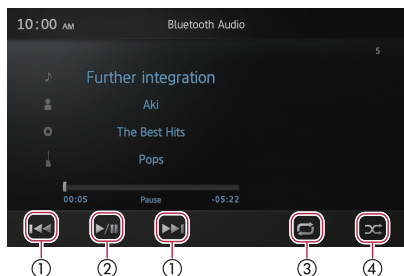 10:00 AM Bluetooth Audio
5
Further integration
Aki
The Best Hits
Pops
00:05 Pause -05:22
① ② ① ③ ④